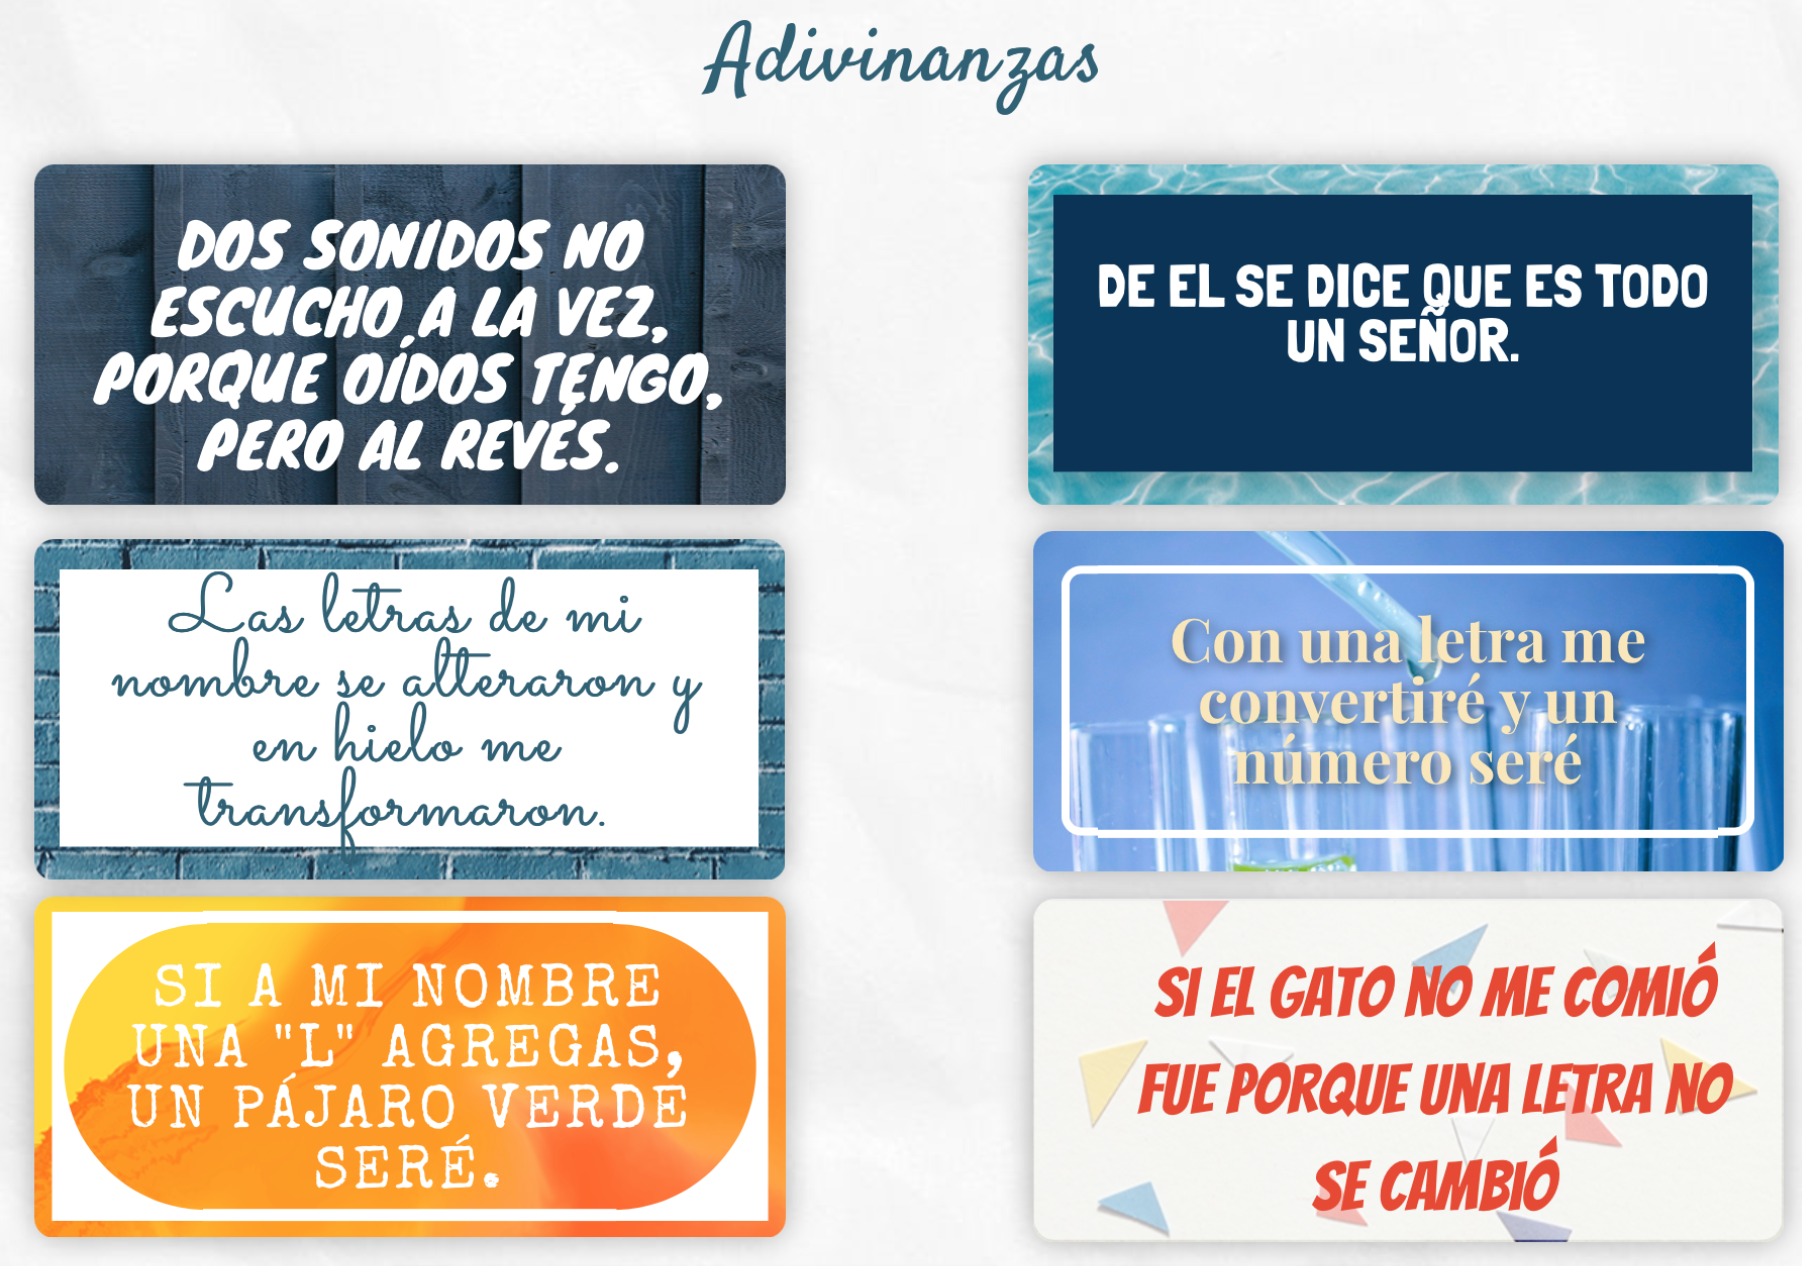 Adivinanzas
DOS SONIDOS NO
ESCUCHO A LA VEZ,
PORQUE OÍDOS TENGO,
PERO AL REVÉS.
DE EL SE DICE QUE ES TODO
UN SEÑOR.
Las letras de mi
nombre se alteraron y
en hielo me
transformaron.
Con una letra me
convertiré y un
número seré
SI A MI NOMBRE
UNA "L" AGREGAS,
UN PÁJARO VERDE
SERÉ.
SI EL GATO NO ME COMIÓ
FUE PORQUE UNA LETRA NO
SE CAMBIÓ